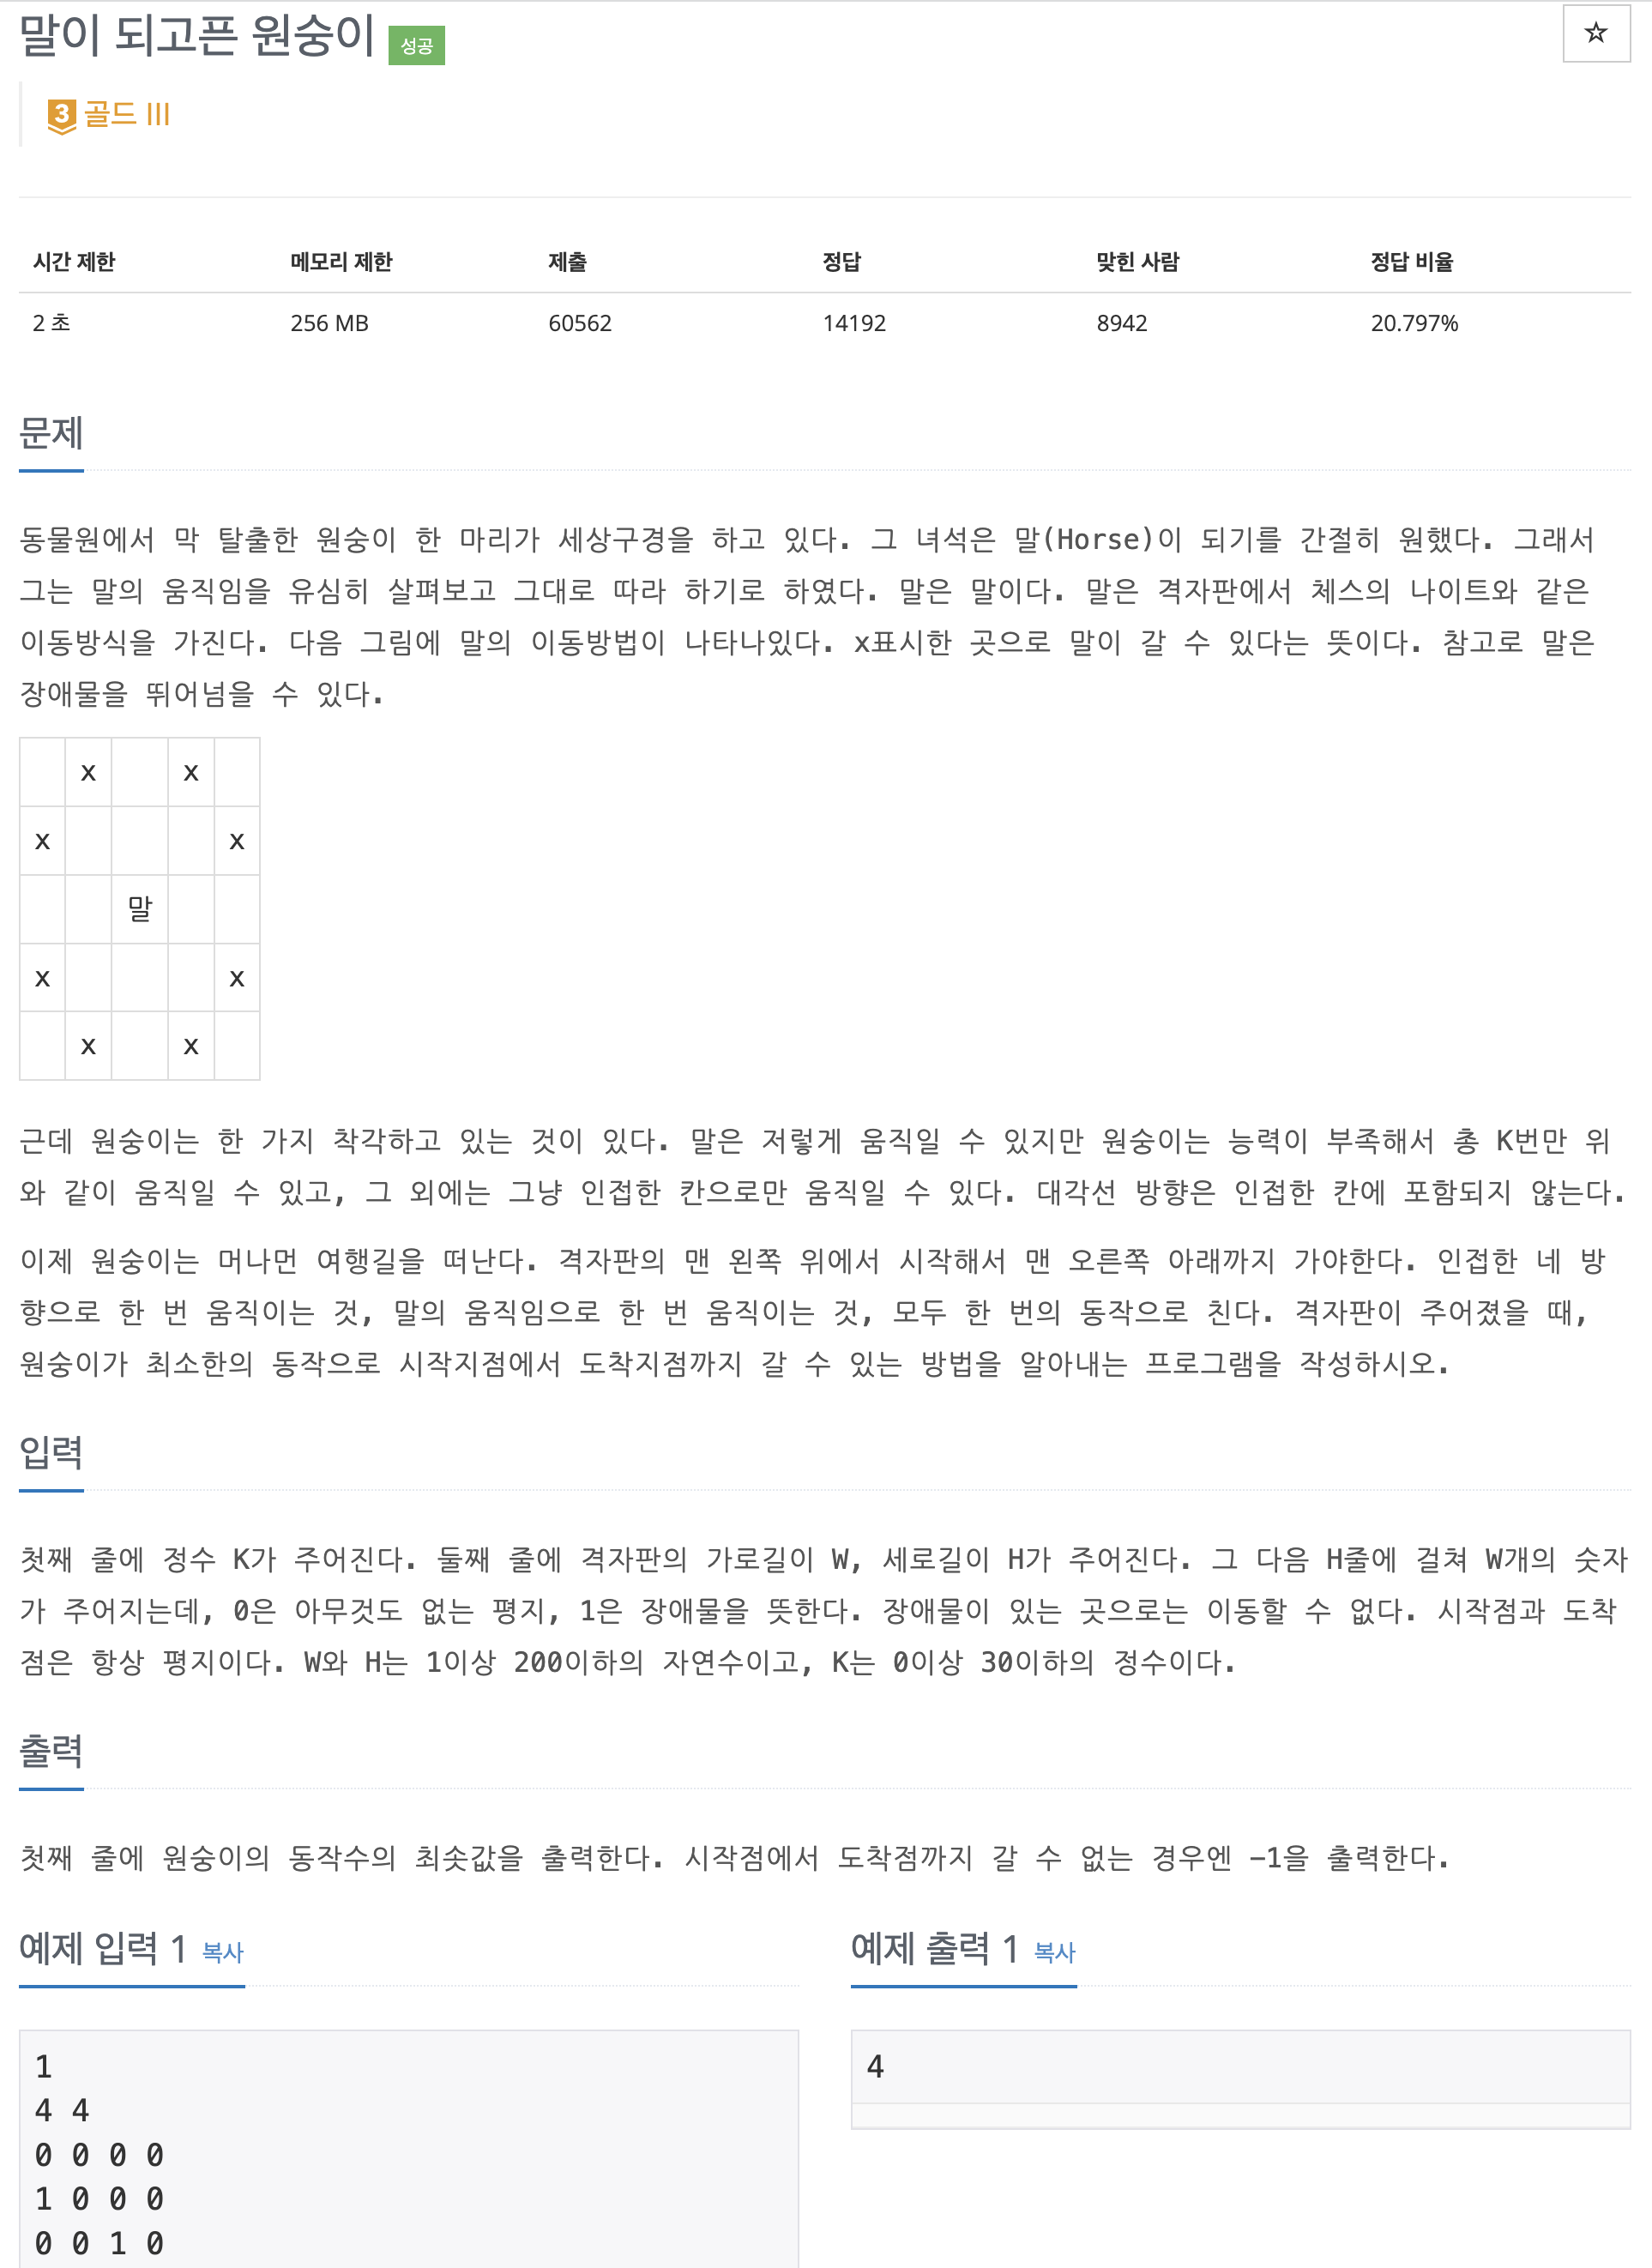 말이 되고픈 원숭이 성공
☆
3 골드 III
시간 제한 메모리 제한 제출 정답 맞힌 사람 정답 비율
2 초 256 MB 60562 14192 8942 20.797%
문제
동물원에서 막 탈출한 원숭이 한 마리가 세상구경을 하고 있다. 그 녀석은 말(Horse)이 되기를 간절히 원했다. 그래서
그는 말의 움직임을 유심히 살펴보고 그대로 따라 하기로 하였다. 말은 말이다. 말은 격자판에서 체스의 나이트와 같은
이동방식을 가진다. 다음 그림에 말의 이동방법이 나타나있다. x표시한 곳으로 말이 갈 수 있다는 뜻이다. 참고로 말은
장애물을 뛰어넘을 수 있다.
x x
x x
말
x x
x x
근데 원숭이는 한 가지 착각하고 있는 것이 있다. 말은 저렇게 움직일 수 있지만 원숭이는 능력이 부족해서 총 K번만 위
와 같이 움직일 수 있고, 그 외에는 그냥 인접한 칸으로만 움직일 수 있다. 대각선 방향은 인접한 칸에 포함되지 않는다.
이제 원숭이는 머나먼 여행길을 떠난다. 격자판의 맨 왼쪽 위에서 시작해서 맨 오른쪽 아래까지 가야한다. 인접한 네 방
향으로 한 번 움직이는 것, 말의 움직임으로 한 번 움직이는 것, 모두 한 번의 동작으로 친다. 격자판이 주어졌을 때,
원숭이가 최소한의 동작으로 시작지점에서 도착지점까지 갈 수 있는 방법을 알아내는 프로그램을 작성하시오.
입력
첫째 줄에 정수 K가 주어진다. 둘째 줄에 격자판의 가로길이 W, 세로길이 H가 주어진다. 그 다음 H줄에 걸쳐 W개의 숫자
가 주어지는데, 0은 아무것도 없는 평지, 1은 장애물을 뜻한다. 장애물이 있는 곳으로는 이동할 수 없다. 시작점과 도착
점은 항상 평지이다. W와 H는 1이상 200이하의 자연수이고, K는 0이상 30이하의 정수이다.
출력
첫째 줄에 원숭이의 동작수의 최솟값을 출력한다. 시작점에서 도착점까지 갈 수 없는 경우엔 -1을 출력한다.
예제 입력 1 복사
1
4 4
0 0 0 0
1 0 0 0
0 0 1 0
예제 출력 1 복사
4